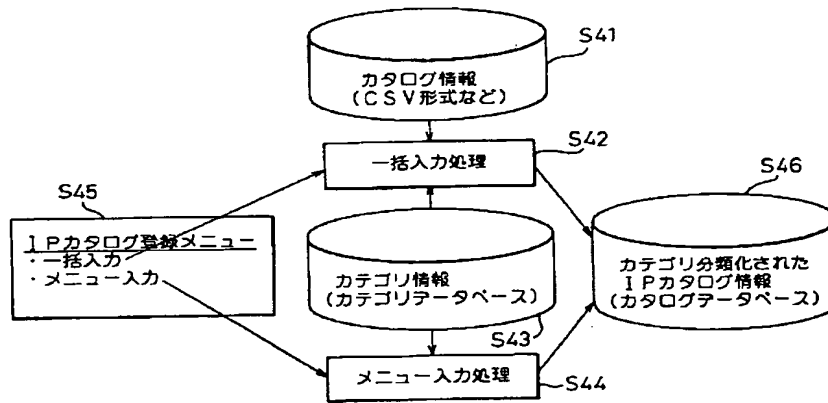 S41
カタログ情報
(CSV形式など)
S42
一括入力処理
S45
IPカタログ登録メニュー
・一括入力
・メニュー入力
カテゴリ情報
(カテゴリデータベース)
S43
S46
カテゴリ分類化された
IPカタログ情報
(カタログデータベース)
メニュー入力処理
S44